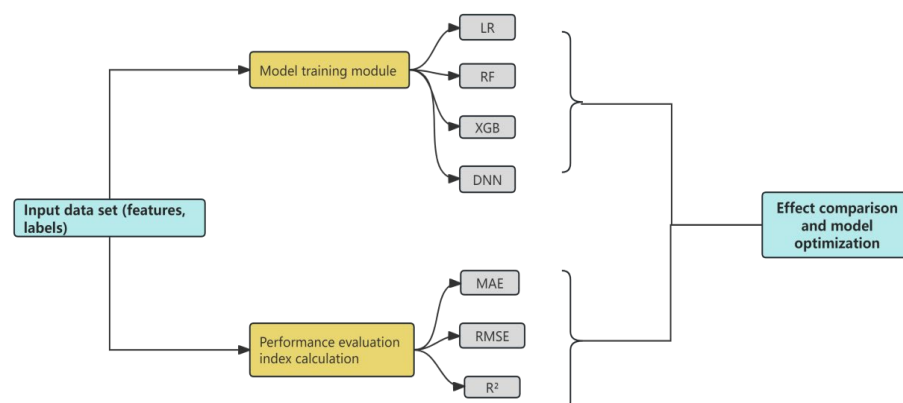 LR
Model training module
RF
XGB
DNN
Input data set (features,
labels)
Effect comparison
and model
optimization
MAE
Performance evaluation
index calculation
RMSE
R²